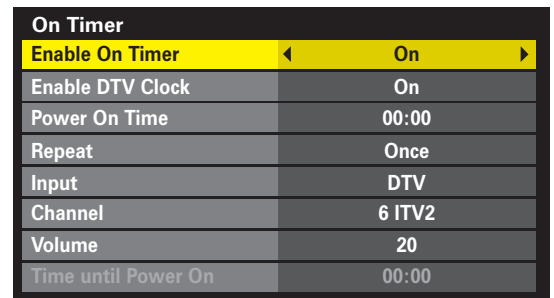 On Timer
Enable On Timer On
Enable DTV Clock On
Power On Time 00:00
Repeat Once
Input DTV
Channel 6 ITV2
Volume 20
Time until Power On 00:00